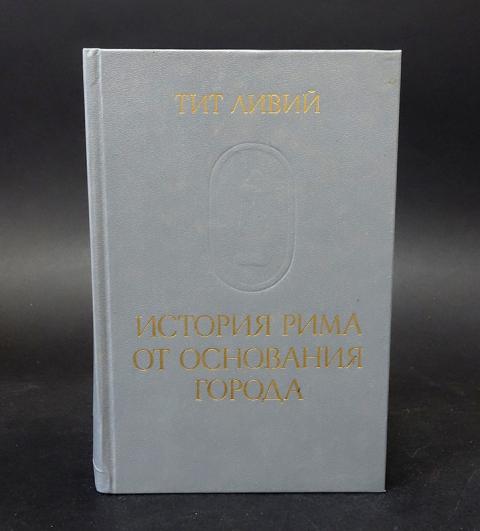 ТИТ ЛИВИЙ
ИСТОРИЯ РИМА
ОТ ОСНОВАНИЯ
ГОРОДА